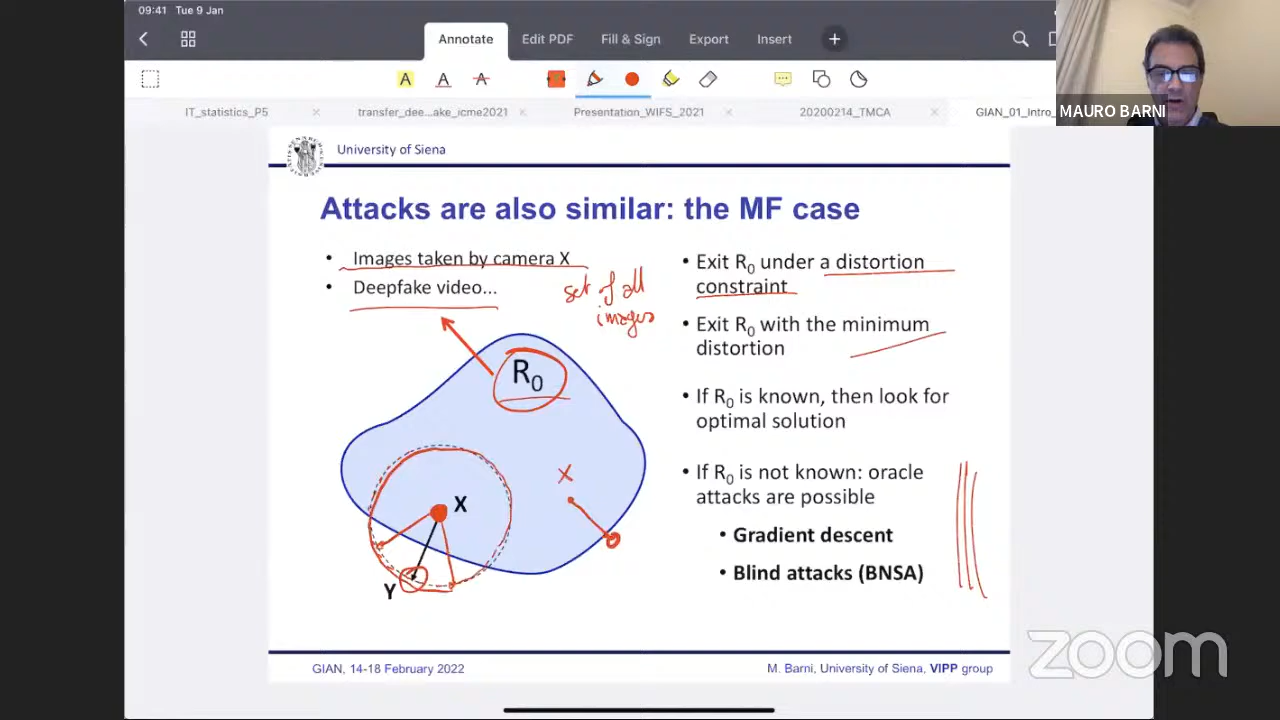 09:41 Tue 9 Jan
Annotate Edit PDF Fill & Sign Export Insert
A A A
IT_statistics_P5 transfer_dee...ake_icme2021 Presentation_WIFS_2021 20200214_TMCA GIAN_01_Intro_
MAURO BARNI
University of Siena
Attacks are also similar: the MF case
• Images taken by camera X
• Deepfake video...
set of all
images
R0
X
Y
X
• Exit R0 under a distortion
constraint
• Exit R0 with the minimum
distortion
• If R0 is known, then look for
optimal solution
• If R0 is not known: oracle
attacks are possible
• Gradient descent
• Blind attacks (BNSA)
GIAN, 14-18 February 2022
M. Barni, University of Siena, VIPP group
zoom